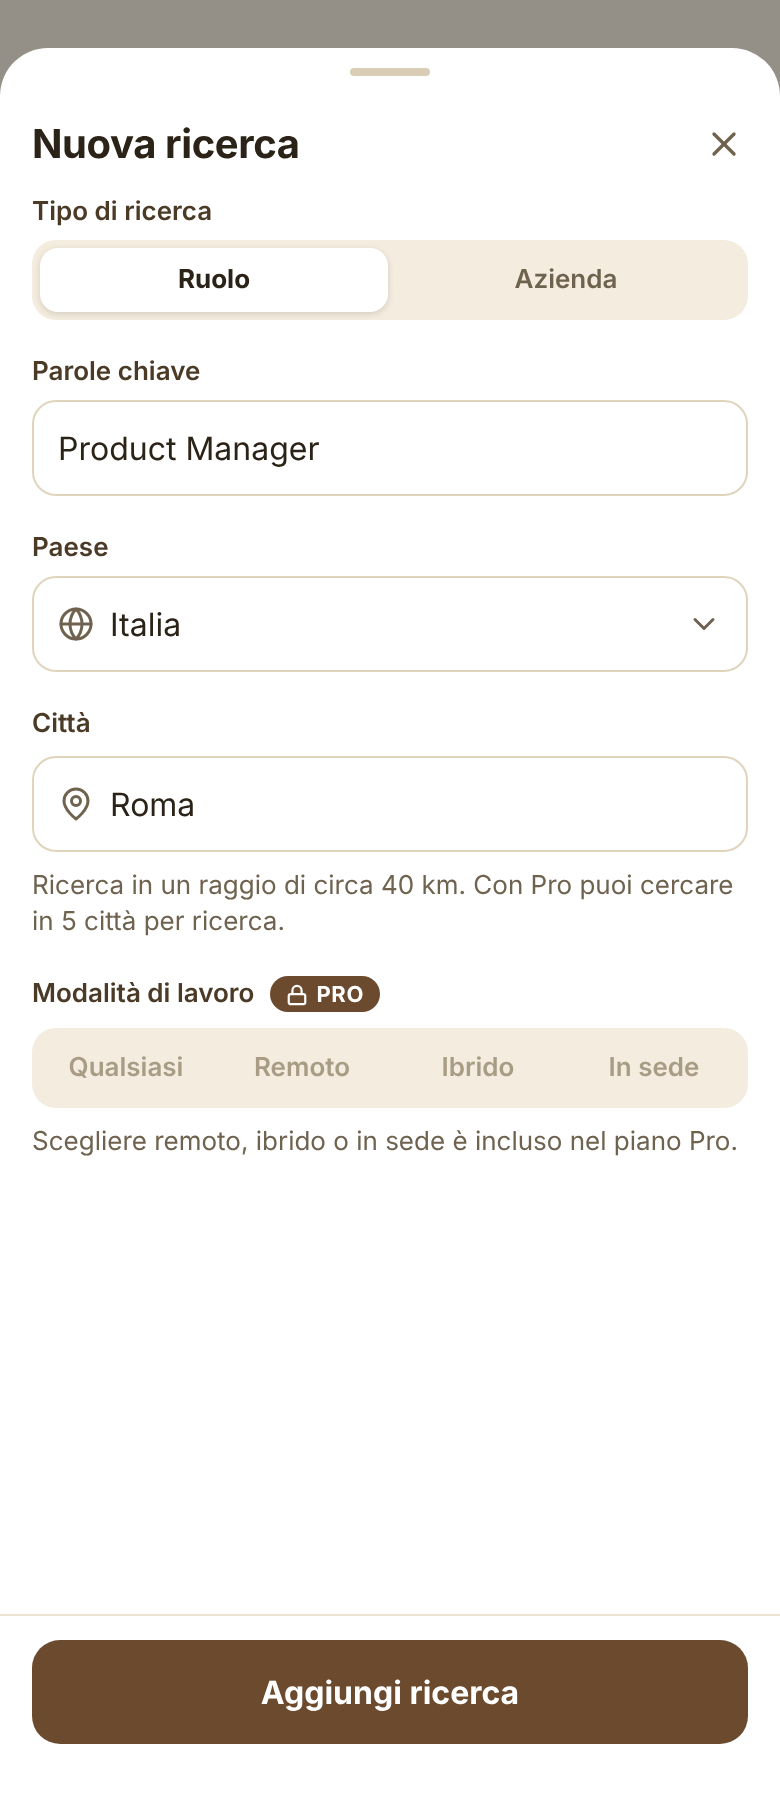 Nuova ricerca
Tipo di ricerca
Ruolo Azienda
Parole chiave
Product Manager
Paese
Italia
Città
Roma
Ricerca in un raggio di circa 40 km. Con Pro puoi cercare
in 5 città per ricerca.
Modalità di lavoro PRO
Qualsiasi Remoto Ibrido In sede
Scegliere remoto, ibrido o in sede è incluso nel piano Pro.
Aggiungi ricerca